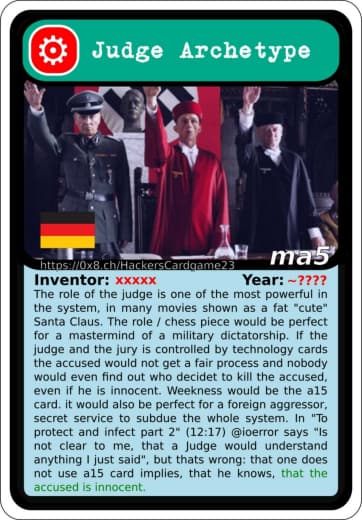 Judge Archetype
ma5
https://0x8.ch/HackersCardgame23
Inventor: xxxxx Year: ~????
The role of the judge is one of the most powerful in
the system, in many movies shown as a fat "cute"
Santa Claus. The role / chess piece would be perfect
for a mastermind of a military dictatorship. If the
judge and the jury is controlled by technology cards
the accused would not get a fair process and nobody
would even find out who decidet to kill the accused,
even if he is innocent. Weekness would be the a15
card. it would also be perfect for a foreign aggressor,
secret service to subdue the whole system. In "To
protect and infect part 2" (12:17) @ioerror says "Is
not clear to me, that a Judge would understand
anything I just said", but thats wrong: that one does
not use a15 card implies, that he knows, that the
accused is innocent.